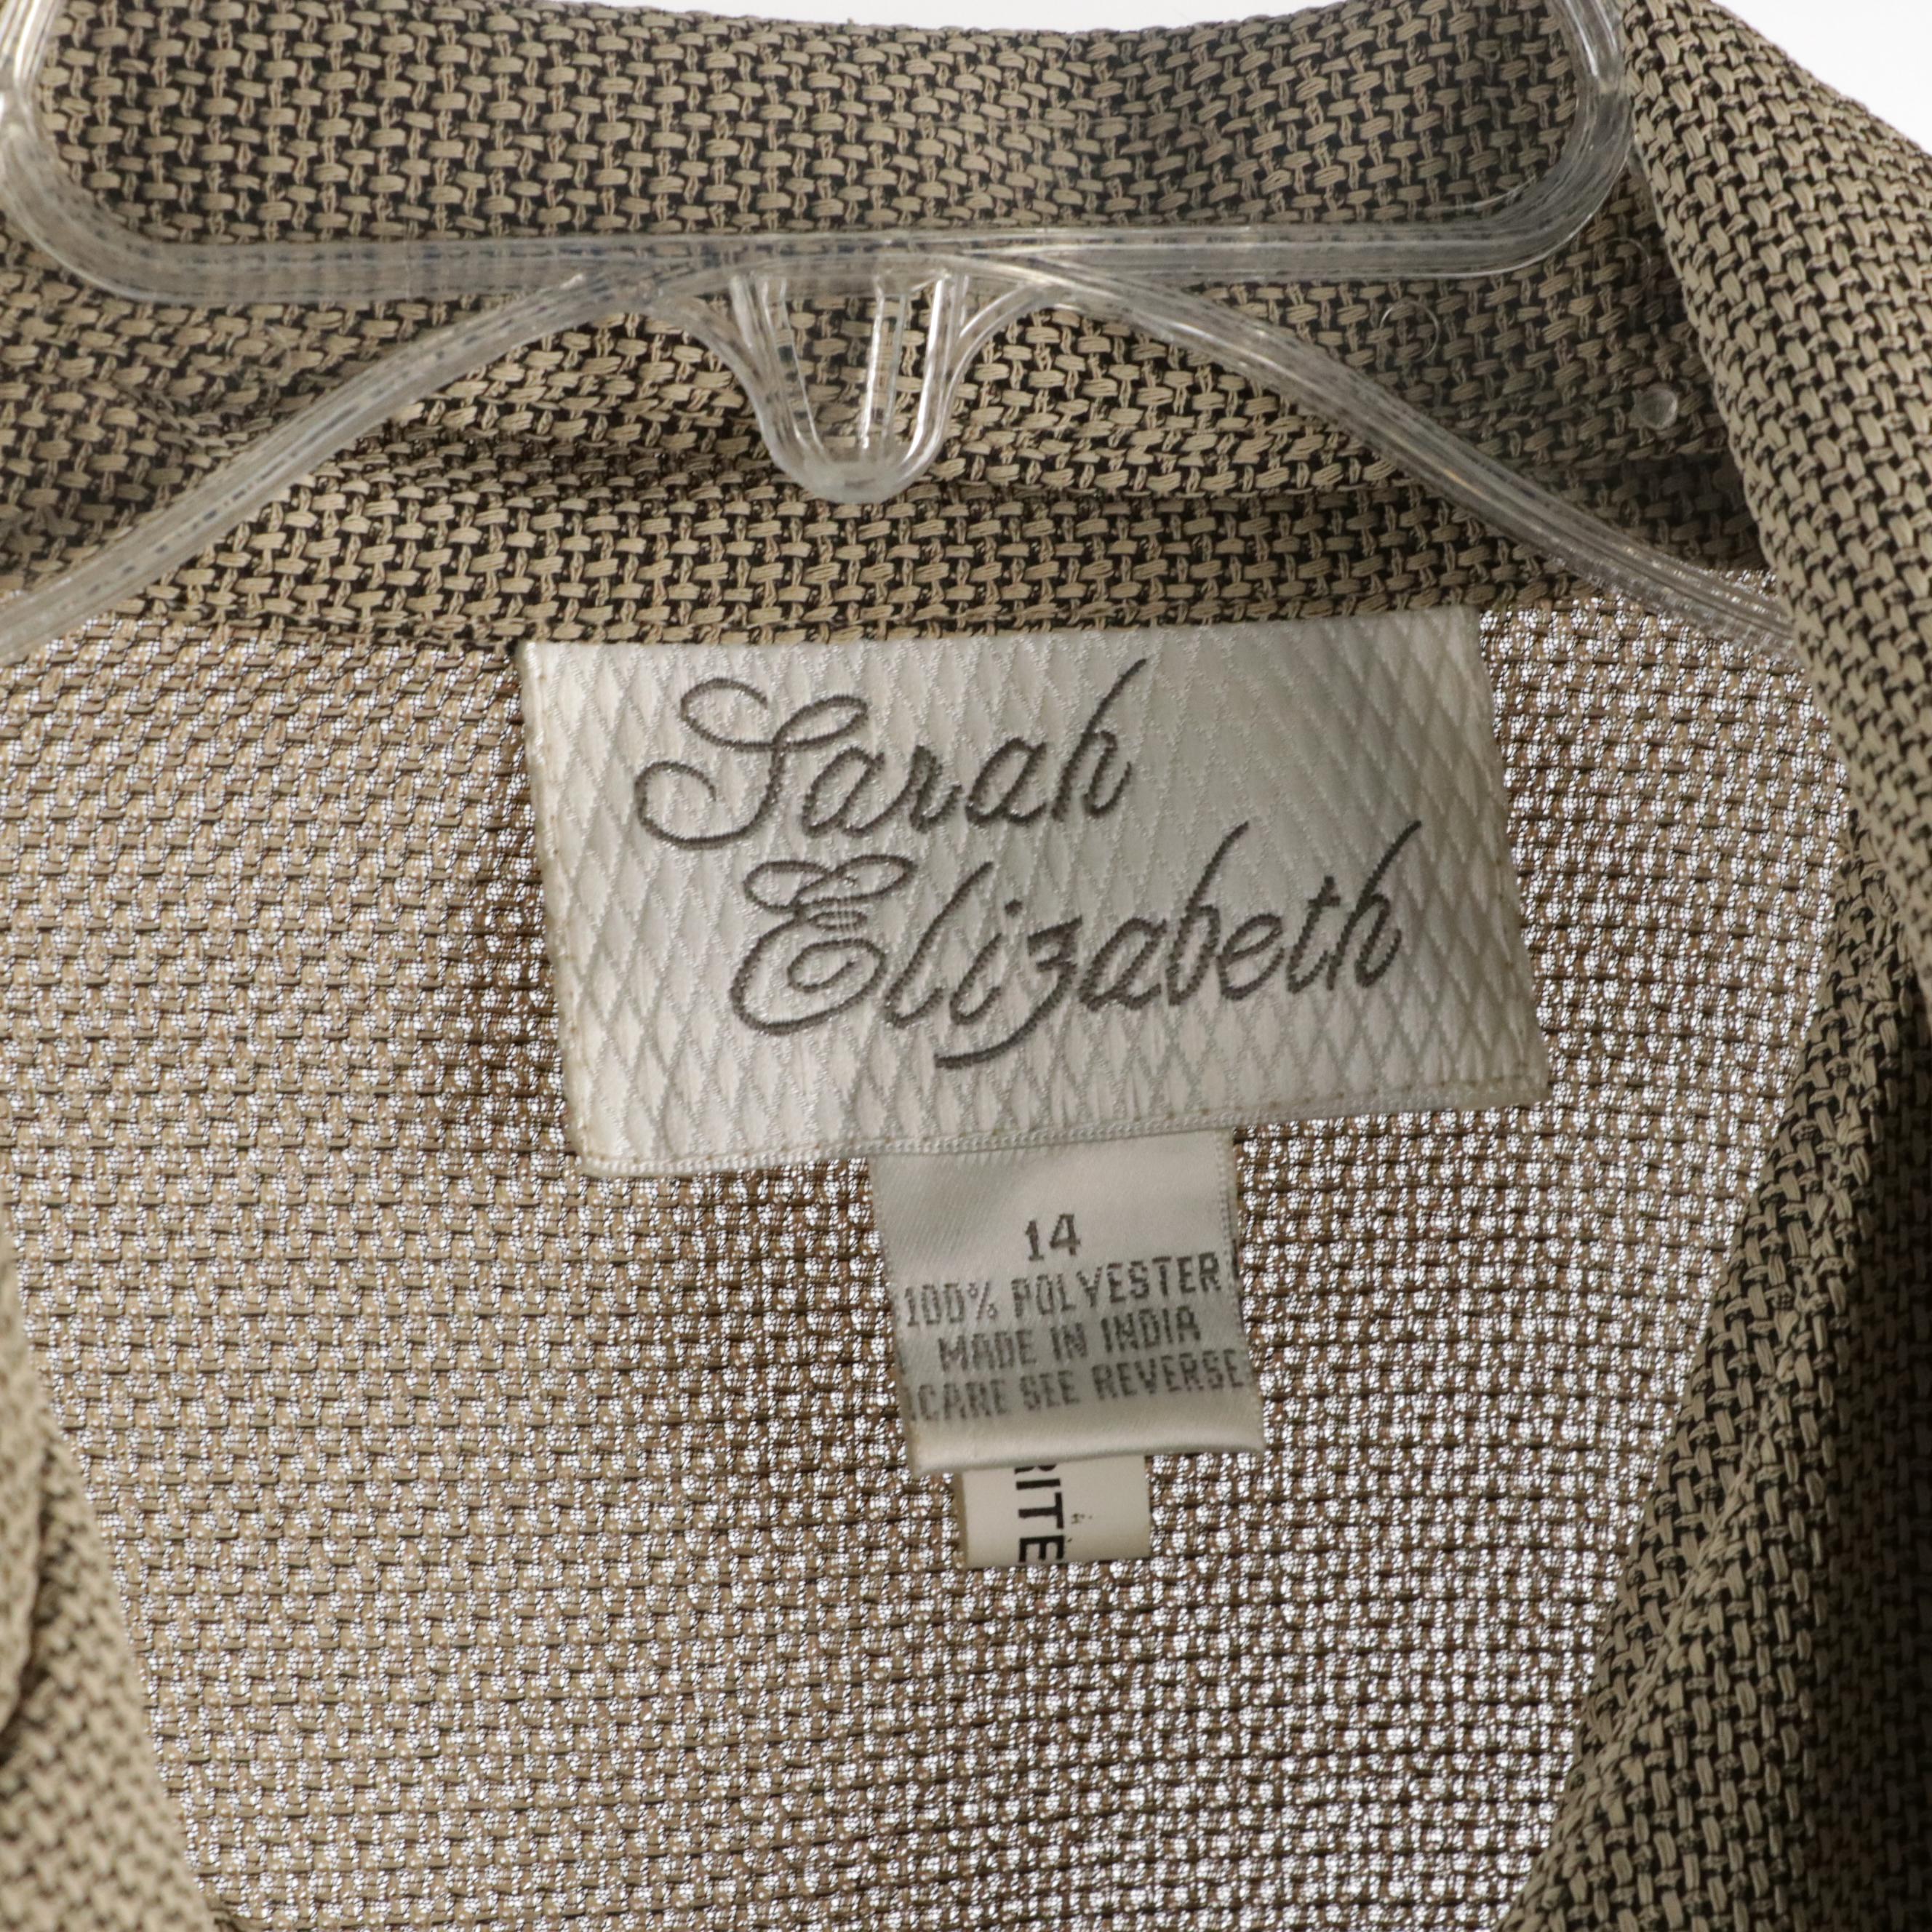 Sarah
Elizabeth
14
100% POLYESTER
MADE IN INDIA
CARE SEE REVERSE